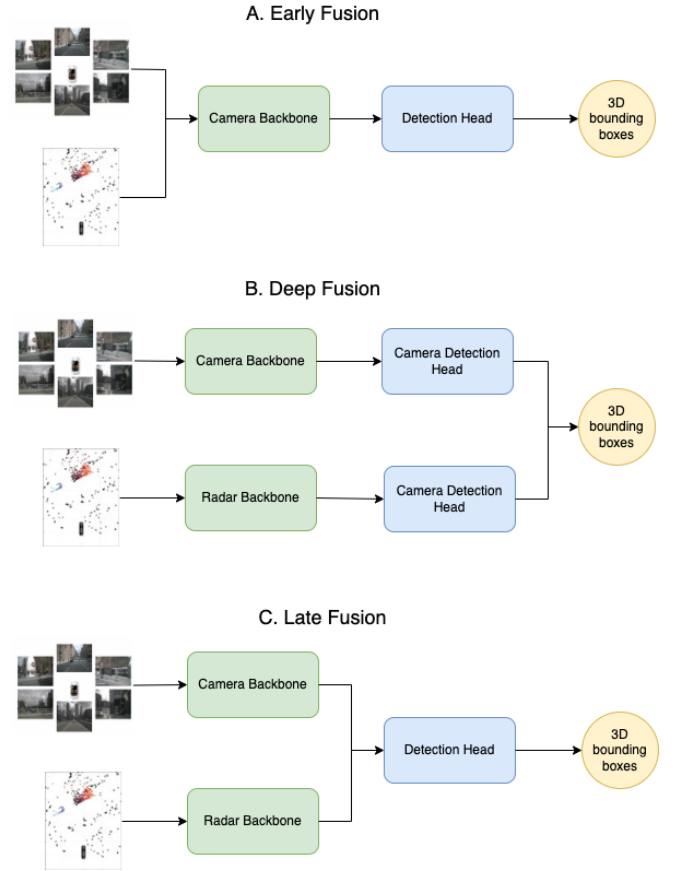 A. Early Fusion
Camera Backbone
Detection Head
3D
bounding
boxes
B. Deep Fusion
Camera Backbone
Camera Detection
Head
3D
bounding
boxes
Radar Backbone
Camera Detection
Head
C. Late Fusion
Camera Backbone
Detection Head
3D
bounding
boxes
Radar Backbone